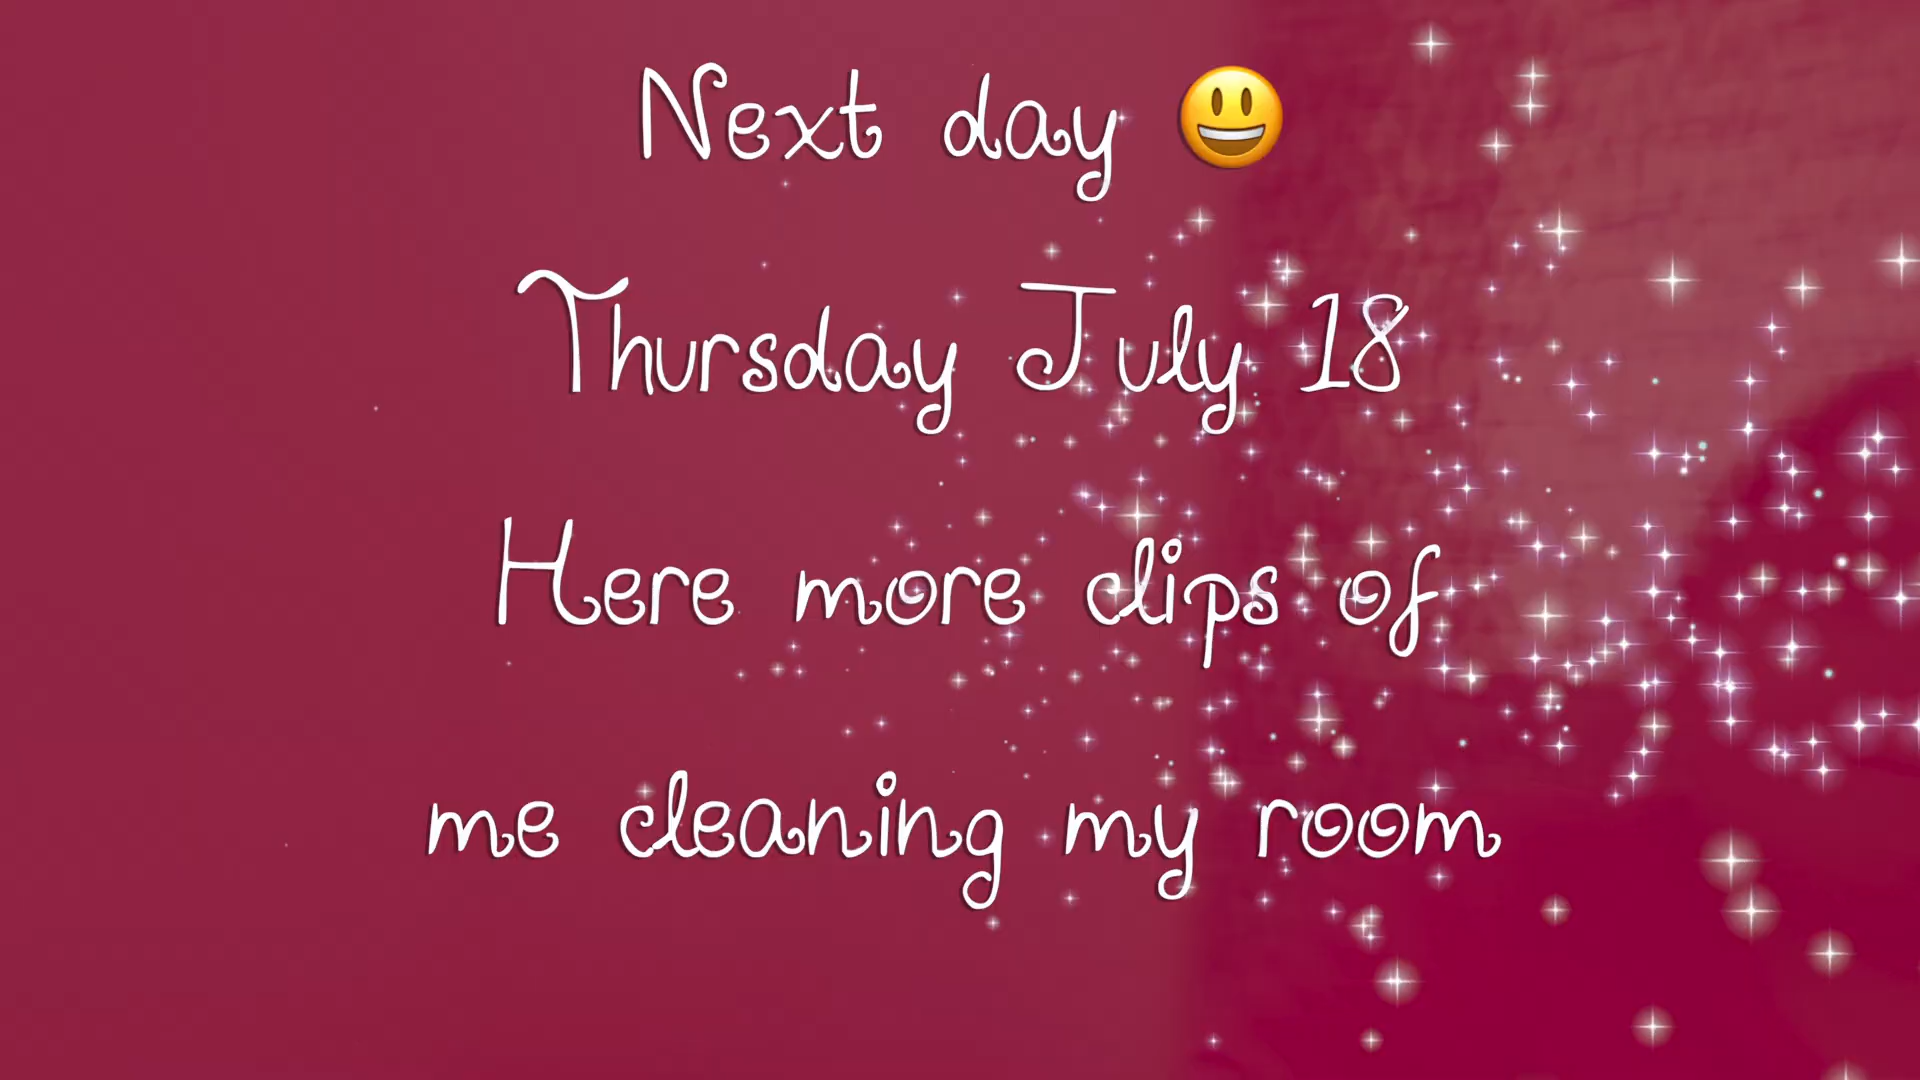 Next day 😃
Thursday July 18
Here more clips of
me cleaning my room